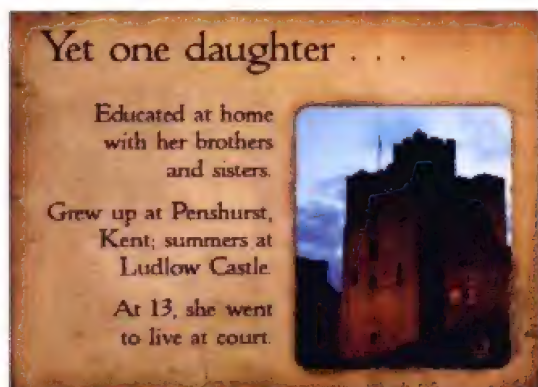 Yet one daughter . . .
Educated at home
with her brothers
and sisters.
Grew up at Penshurst,
Kent; summers at
Ludlow Castle.
At 13, she went
to live at court.